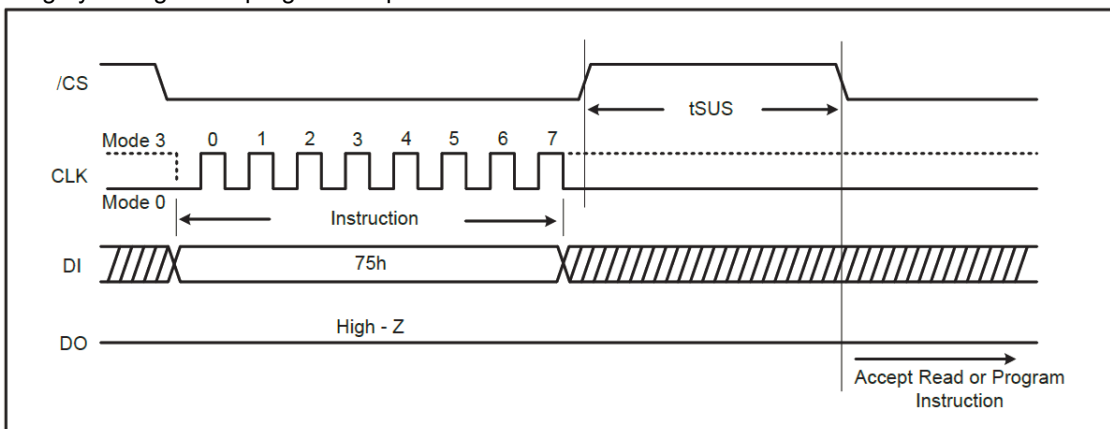 /CS
tSUS
Mode 3 0 1 2 3 4 5 6 7
CLK
Mode 0
Instruction
DI 75h
High - Z
DO
Accept Read or Program
Instruction